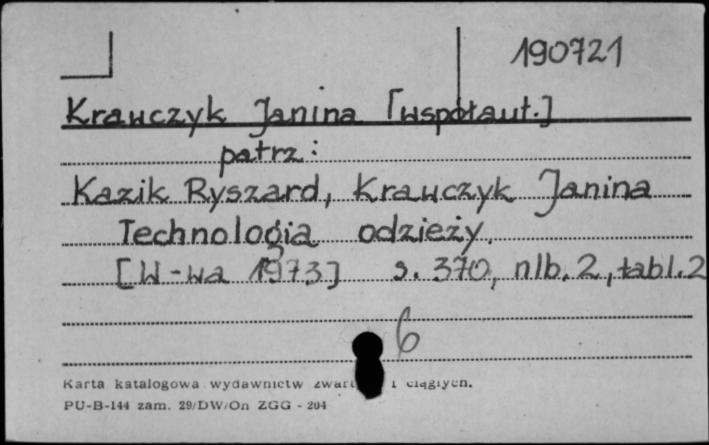 190721
Krawczyk Janina [współaut.]
patrz:
Kazik Ryszard, Krawczyk Janina
Technologia odzieży.
[W-wa 1973] s. 370, nlb. 2, tabl. 2
6
Karta katalogowa wydawnictw i ciągłych.
PU-B-144 zam. 29/DW/On ZGG - 204